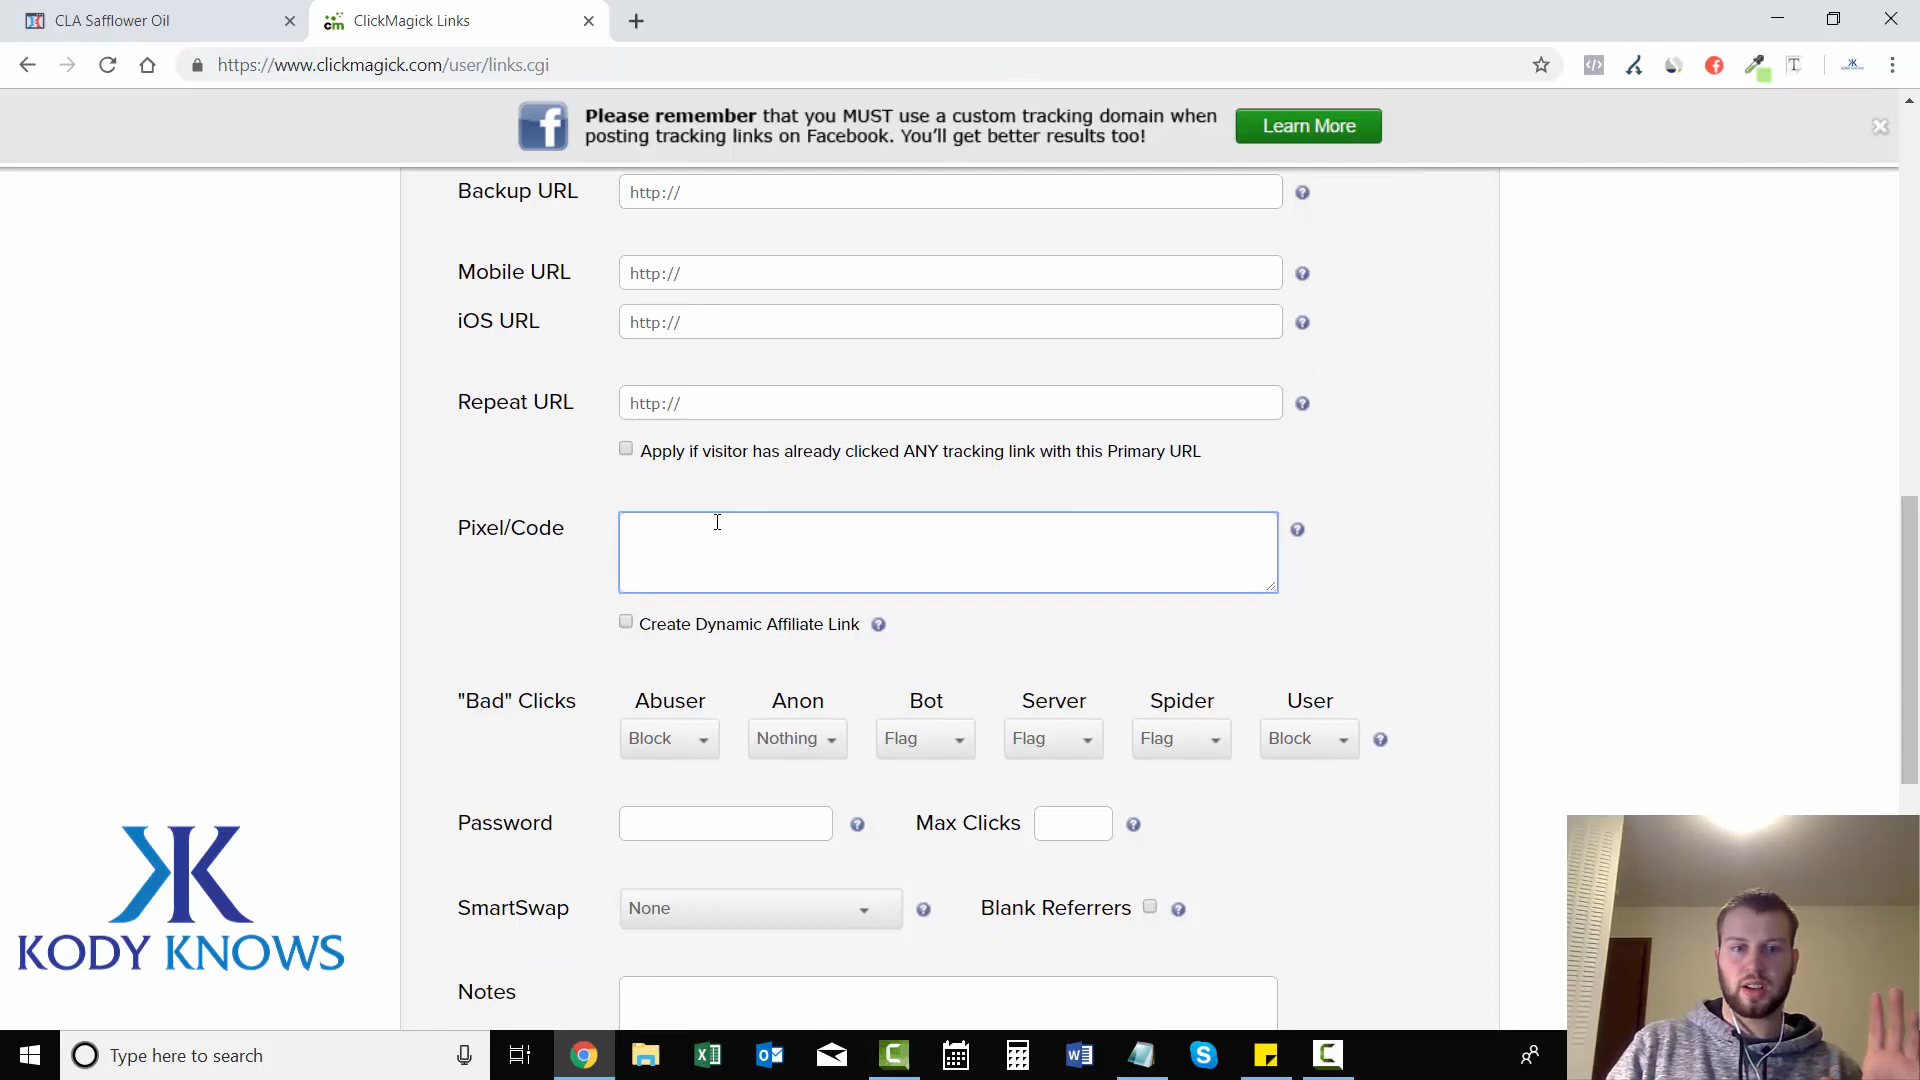 CLA Safflower Oil
ClickMagick Links
https://www.clickmagick.com/user/links.cgi
Please remember that you MUST use a custom tracking domain when
posting tracking links on Facebook. You'll get better results too!
Learn More
Backup URL http://
Mobile URL http://
iOS URL http://
Repeat URL http://
Apply if visitor has already clicked ANY tracking link with this Primary URL
Pixel/Code
Create Dynamic Affiliate Link
"Bad" Clicks Abuser Anon Bot Server Spider User
Block Nothing Flag Flag Flag Block
Password Max Clicks
SmartSwap None Blank Referrers
Notes
KODY KNOWS
Type here to search